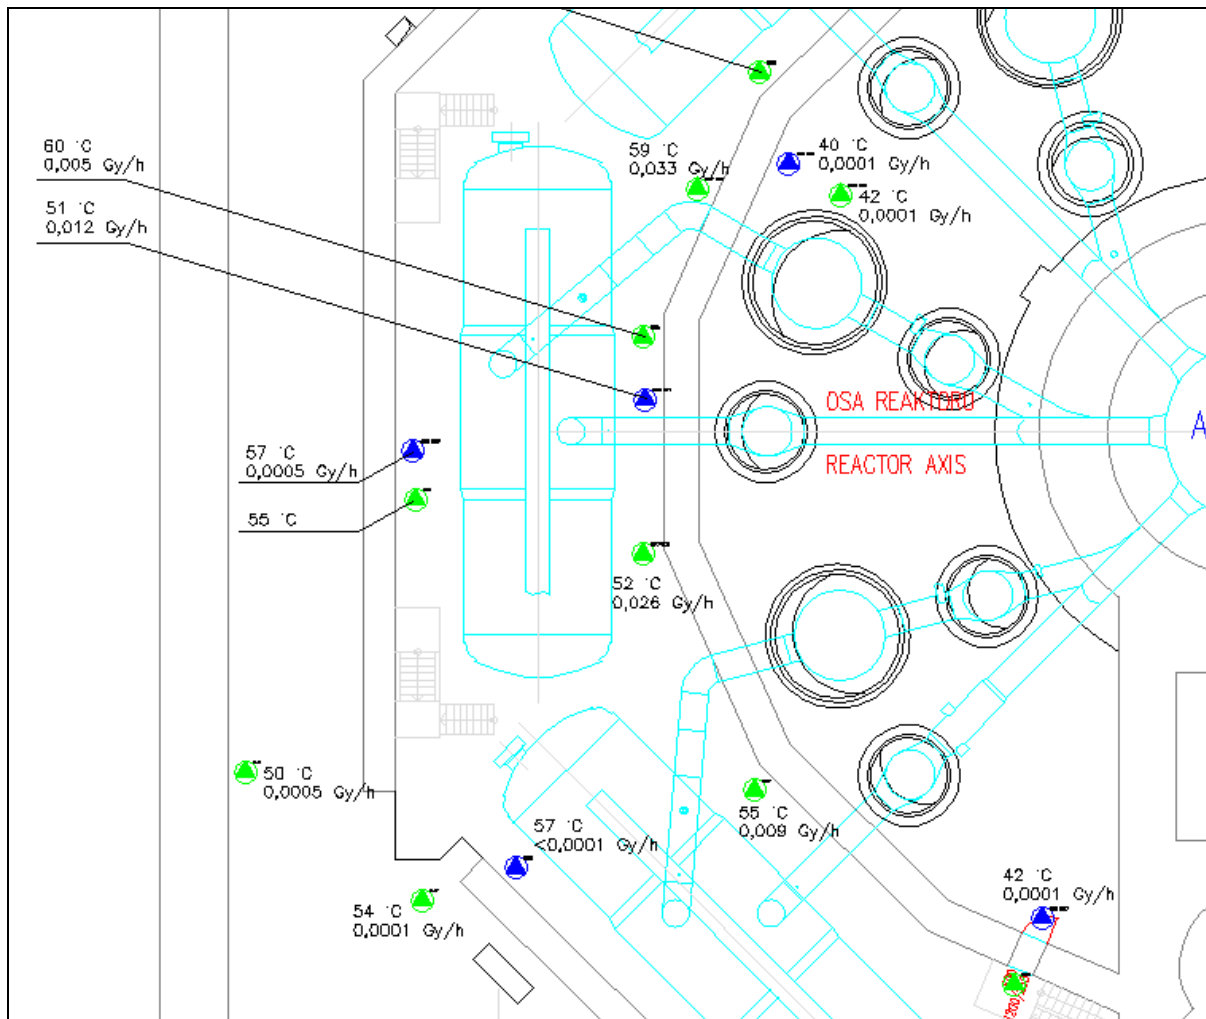 60 °C
0,005 Gy/h
51 °C
0,012 Gy/h
59 °C
0,033 Gy/h
40 °C
0,0001 Gy/h
42 °C
0,0001 Gy/h
OSA REAKTORU
REACTOR AXIS
A
57 °C
0,0005 Gy/h
55 °C
52 °C
0,026 Gy/h
50 °C
0,0005 Gy/h
55 °C
0,009 Gy/h
57 °C
<0,0001 Gy/h
54 °C
0,0001 Gy/h
42 °C
0,0001 Gy/h